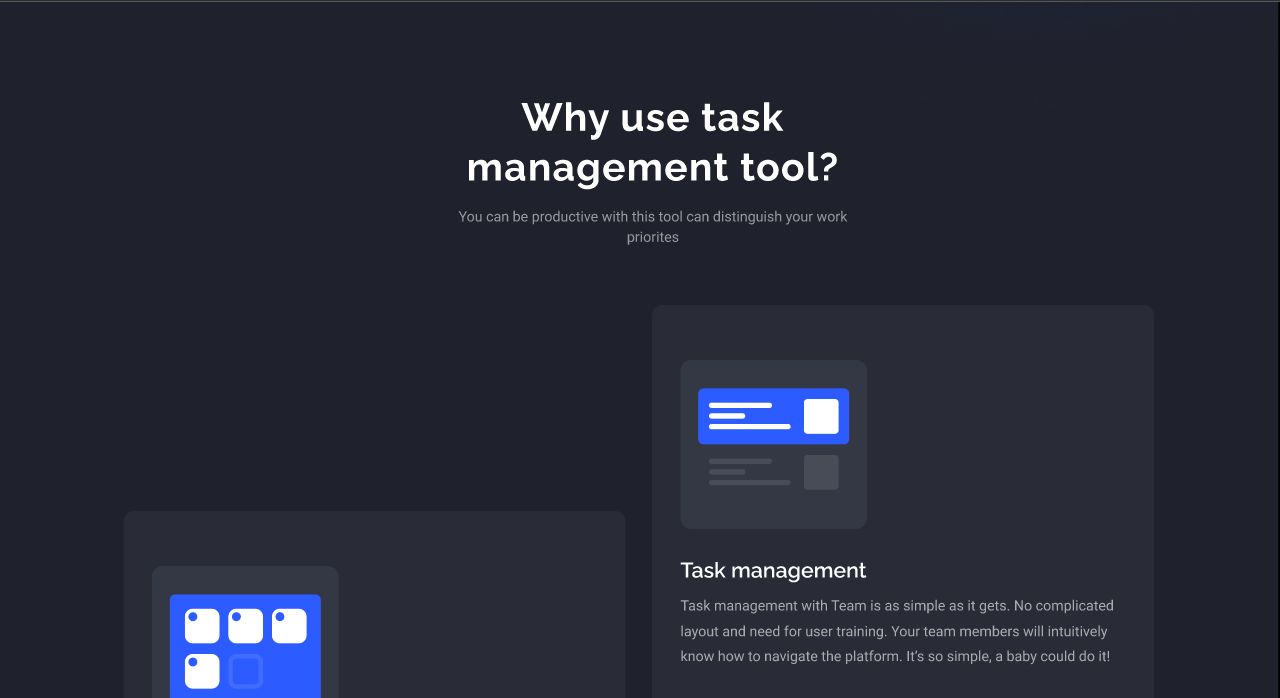 Why use task
management tool?
You can be productive with this tool can distinguish your work
priorites
Task management
Task management with Team is as simple as it gets. No complicated
layout and need for user training. Your team members will intuitively
know how to navigate the platform. It's so simple, a baby could do it!